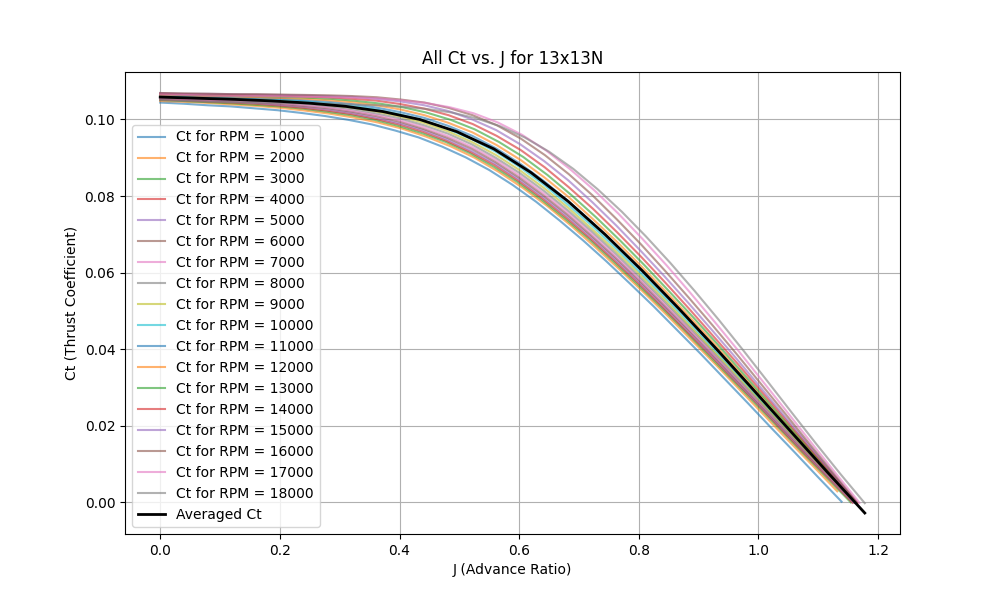 All Ct vs. J for 13x13N
Ct (Thrust Coefficient)
0.10
0.08
0.06
0.04
0.02
0.00
Ct for RPM = 1000
Ct for RPM = 2000
Ct for RPM = 3000
Ct for RPM = 4000
Ct for RPM = 5000
Ct for RPM = 6000
Ct for RPM = 7000
Ct for RPM = 8000
Ct for RPM = 9000
Ct for RPM = 10000
Ct for RPM = 11000
Ct for RPM = 12000
Ct for RPM = 13000
Ct for RPM = 14000
Ct for RPM = 15000
Ct for RPM = 16000
Ct for RPM = 17000
Ct for RPM = 18000
Averaged Ct
0.0 0.2 0.4 0.6 0.8 1.0 1.2
J (Advance Ratio)